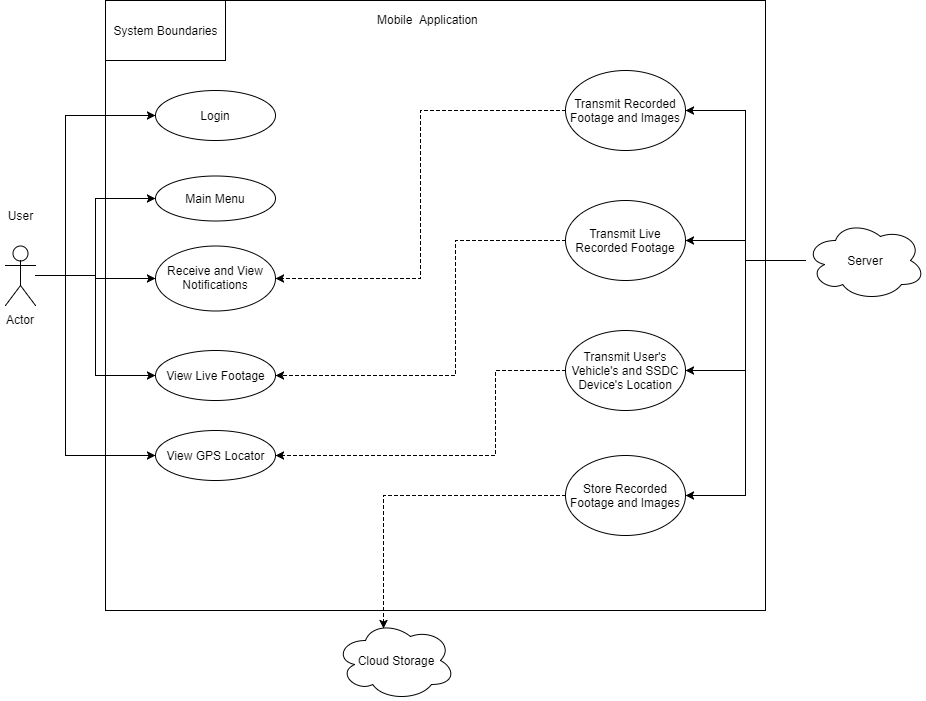 System Boundaries
Mobile  Application
Login
Main Menu
Receive and View
Notifications
View Live Footage
View GPS Locator
User
Actor
Transmit Recorded
Footage and Images
Transmit Live
Recorded Footage
Transmit User's
Vehicle's and SSDC
Device's Location
Store Recorded
Footage and Images
Server
Cloud Storage